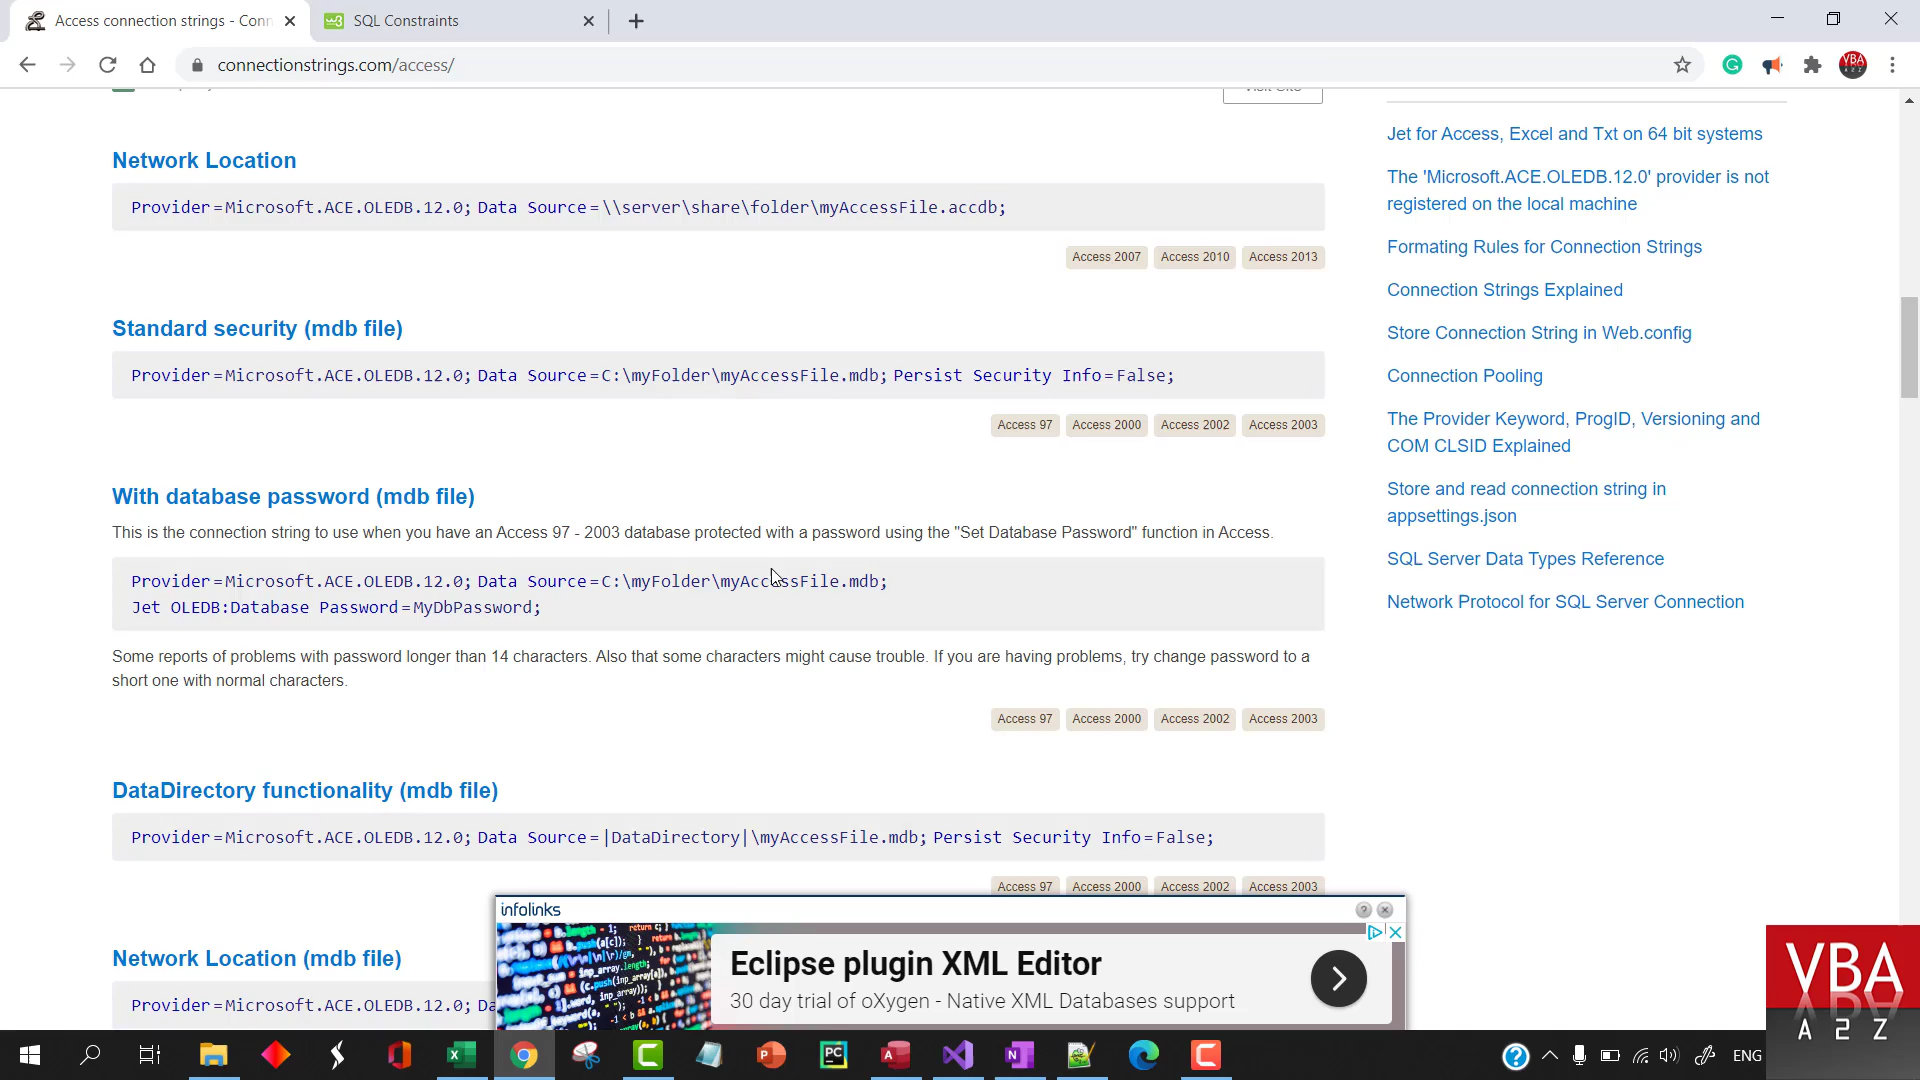 Access connection strings - Conn
SQL Constraints
connectionstrings.com/access/
VBA
Network Location
Provider=Microsoft.ACE.OLEDB.12.0; Data Source=\\server\share\folder\myAccessFile.accdb;
Access 2007 Access 2010 Access 2013
Standard security (mdb file)
Provider=Microsoft.ACE.OLEDB.12.0; Data Source=C:\myFolder\myAccessFile.mdb; Persist Security Info=False;
Access 97 Access 2000 Access 2002 Access 2003
With database password (mdb file)
This is the connection string to use when you have an Access 97 - 2003 database protected with a password using the "Set Database Password" function in Access.
Provider=Microsoft.ACE.OLEDB.12.0; Data Source=C:\myFolder\myAccessFile.mdb;
Jet OLEDB:Database Password=MyDbPassword;
Some reports of problems with password longer than 14 characters. Also that some characters might cause trouble. If you are having problems, try change password to a
short one with normal characters.
Access 97 Access 2000 Access 2002 Access 2003
DataDirectory functionality (mdb file)
Provider=Microsoft.ACE.OLEDB.12.0; Data Source=|DataDirectory|\myAccessFile.mdb; Persist Security Info=False;
Access 97 Access 2000 Access 2002 Access 2003
Network Location (mdb file)
Provider=Microsoft.ACE.OLEDB.12.0; Da
Jet for Access, Excel and Txt on 64 bit systems
The 'Microsoft.ACE.OLEDB.12.0' provider is not
registered on the local machine
Formating Rules for Connection Strings
Connection Strings Explained
Store Connection String in Web.config
Connection Pooling
The Provider Keyword, ProgID, Versioning and
COM CLSID Explained
Store and read connection string in
appsettings.json
SQL Server Data Types Reference
Network Protocol for SQL Server Connection
infolinks
Eclipse plugin XML Editor
30 day trial of oXygen - Native XML Databases support
VBA
A 2 Z
ENG